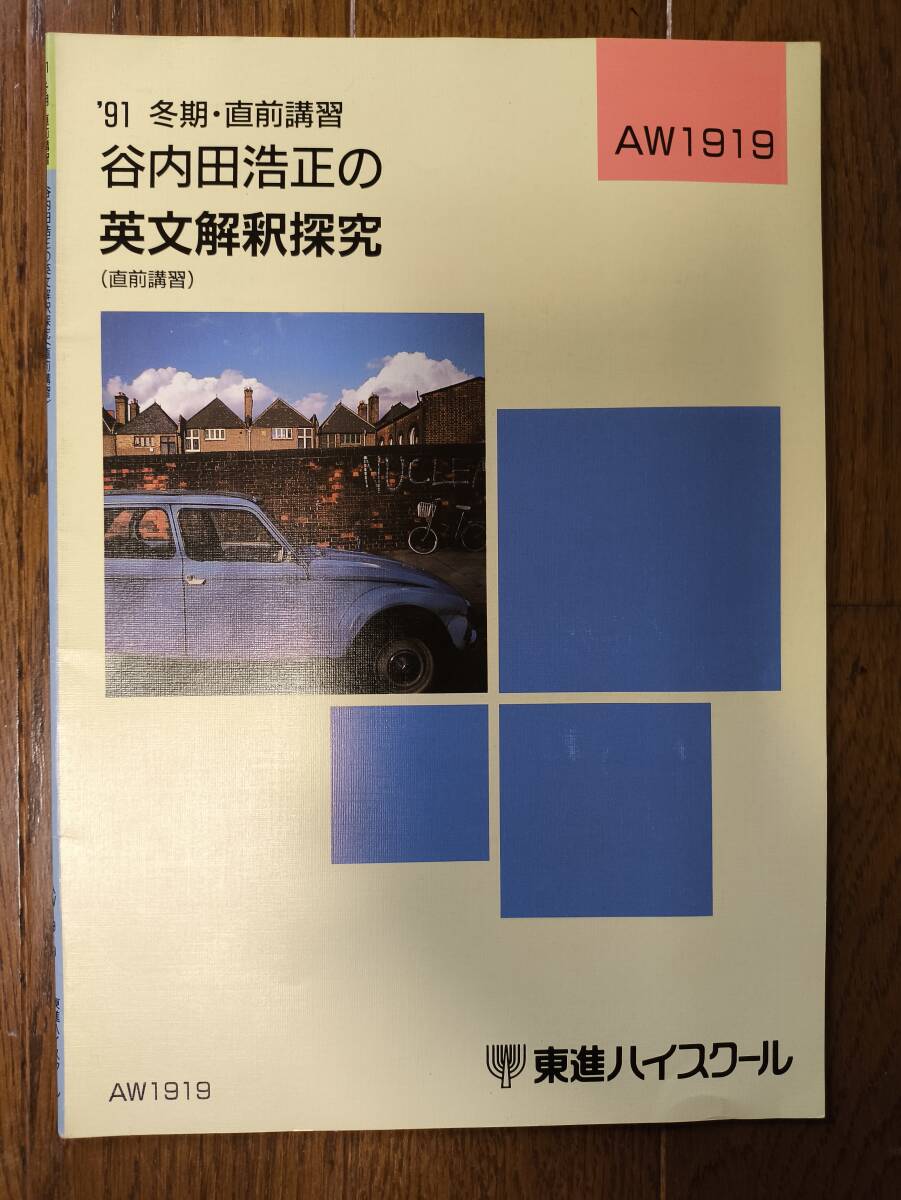 '91 冬期・直前講習
谷内田浩正の
英文解釈探究
(直前講習)
AW1919
NUCLEA
東進ハイスクール
AW1919